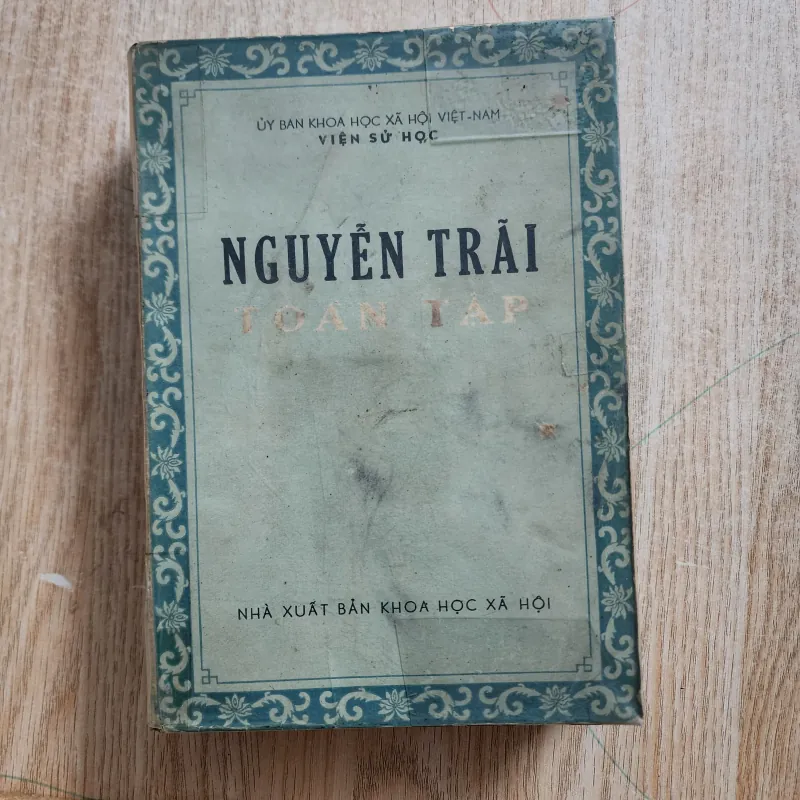 ỦY BAN KHOA HỌC XÃ HỘI VIỆT-NAM
VIỆN SỬ HỌC
NGUYỄN TRÃI
TOÀN TẬP
NHÀ XUẤT BẢN KHOA HỌC XÃ HỘI